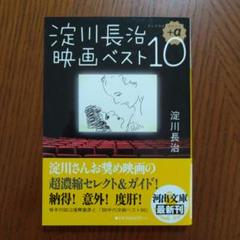 淀川長治
映画ベスト10
+α
淀川長治
淀川さんお奨め映画の
超濃縮セレクト&ガイド!
納得! 意外! 度肝!
河出文庫
最新刊